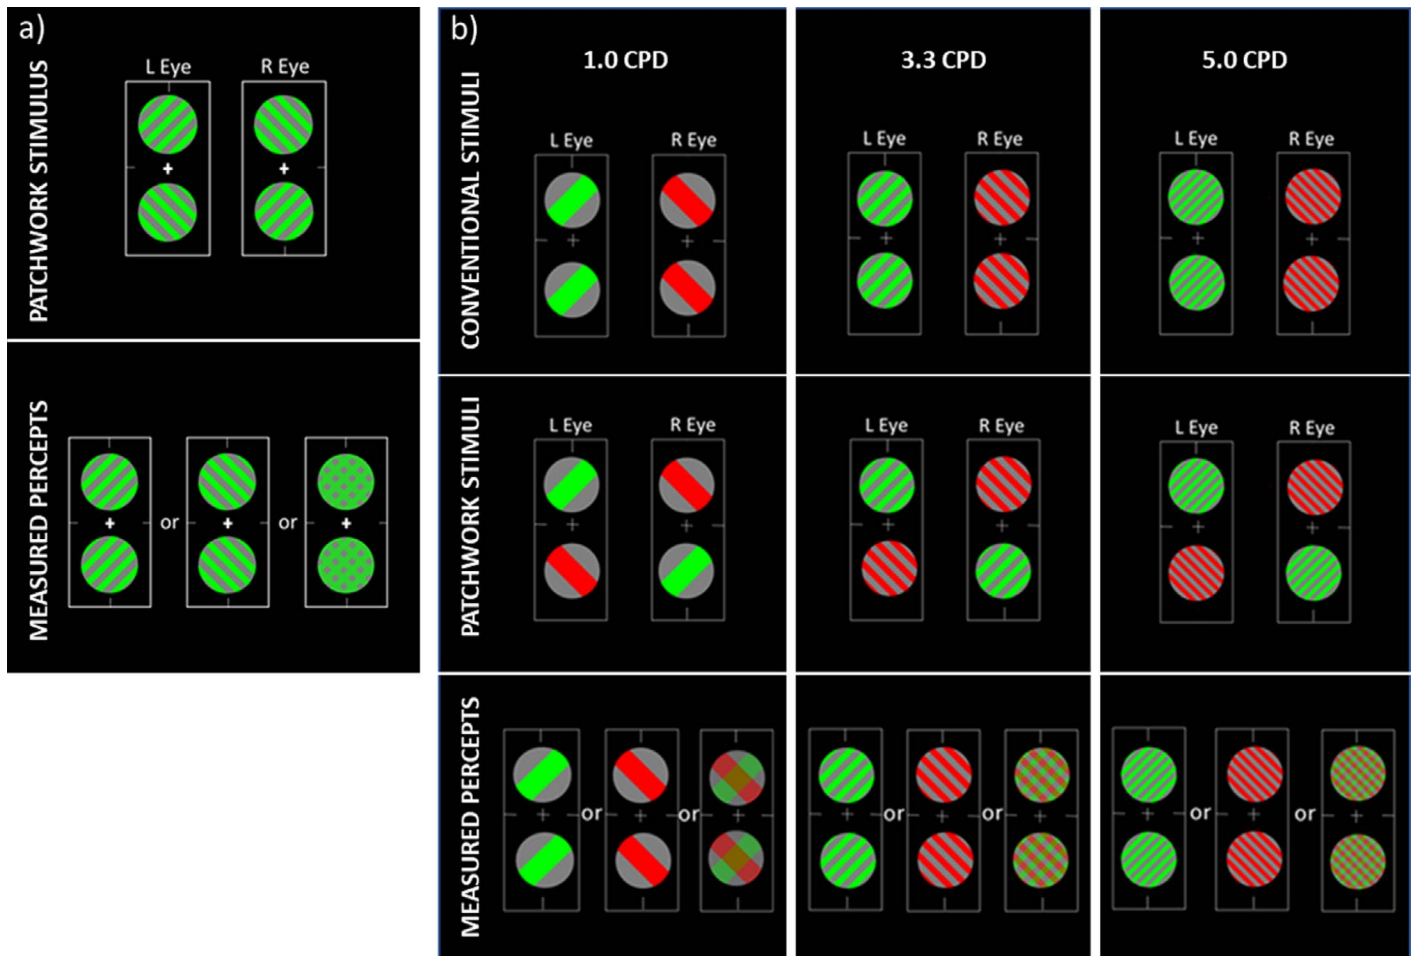 a)
PATCHWORK STIMULUS
L Eye
R Eye
MEASURED PERCEPTS
or
or
b)
1.0 CPD
3.3 CPD
5.0 CPD
CONVENTIONAL STIMULI
L Eye
R Eye
L Eye
R Eye
L Eye
R Eye
PATCHWORK STIMULI
L Eye
R Eye
L Eye
R Eye
L Eye
R Eye
MEASURED PERCEPTS
or
or
or
or
or
or